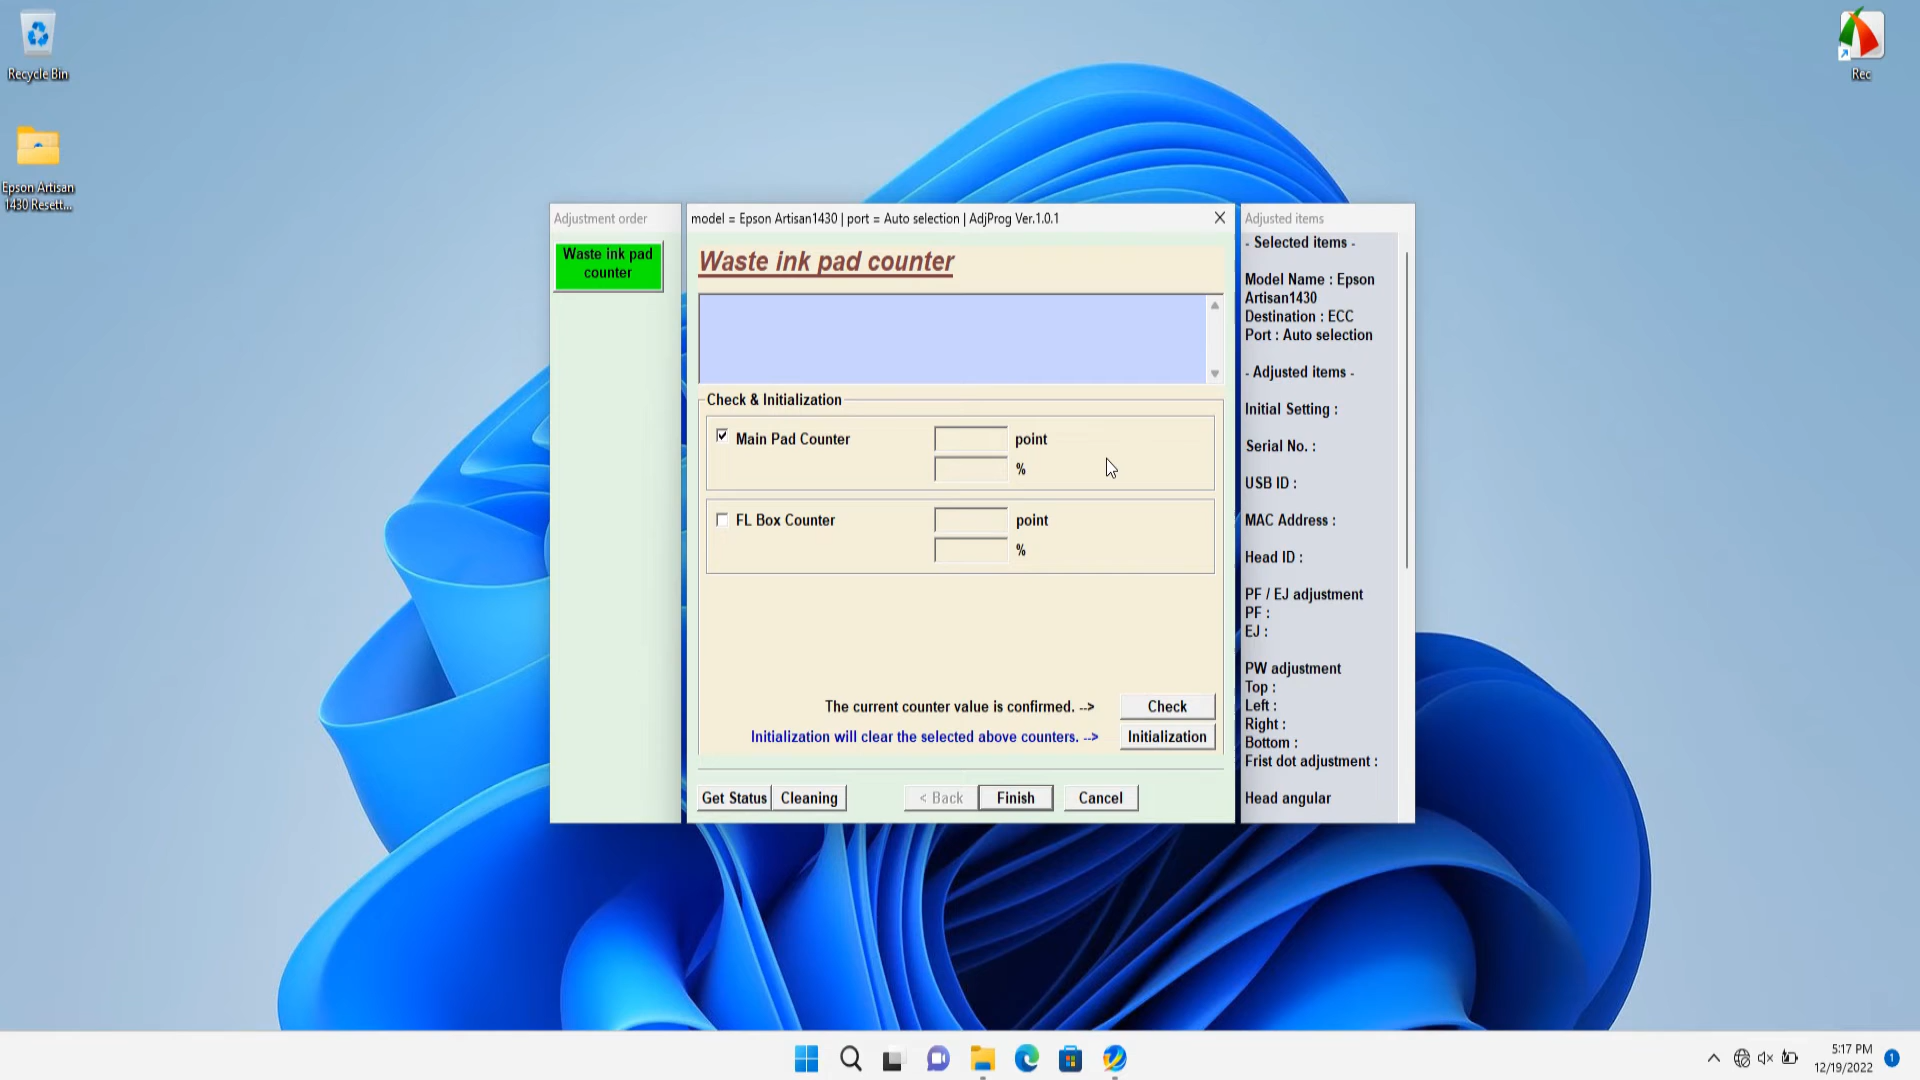 Recycle Bin
Epson Artisan
1430 Resett...
Rec
Adjustment order
Waste ink pad
counter
model = Epson Artisan1430 | port = Auto selection | AdjProg Ver.1.0.1
Waste ink pad counter
Check & Initialization
Main Pad Counter
point
%
FL Box Counter
point
%
The current counter value is confirmed. -->
Check
Initialization will clear the selected above counters. -->
Initialization
Get Status
Cleaning
< Back
Finish
Cancel
Adjusted items
- Selected items -
Model Name : Epson
Artisan1430
Destination : ECC
Port : Auto selection
- Adjusted items -
Initial Setting :
Serial No. :
USB ID :
MAC Address :
Head ID :
PF / EJ adjustment
PF :
EJ :
PW adjustment
Top :
Left :
Right :
Bottom :
Frist dot adjustment :
Head angular
5:17 PM
12/19/2022
1